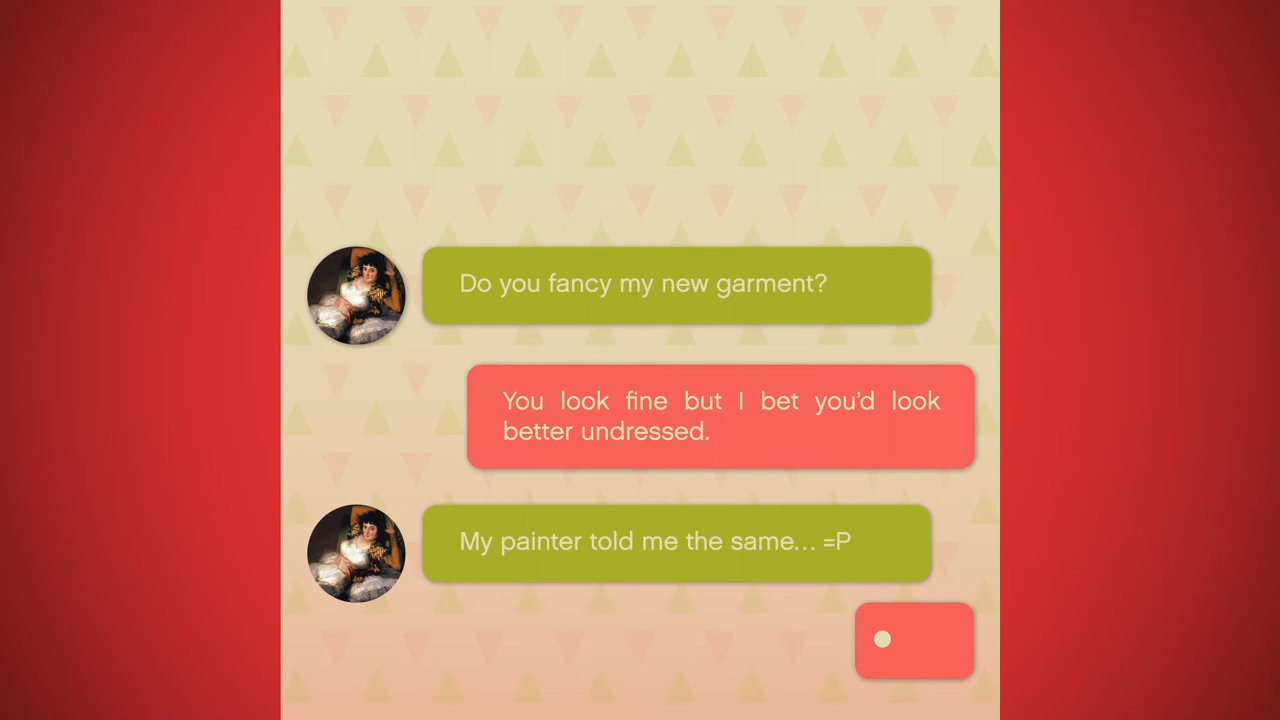 Do you fancy my new garment?
You look fine but I bet you’d look
better undressed.
My painter told me the same... =P